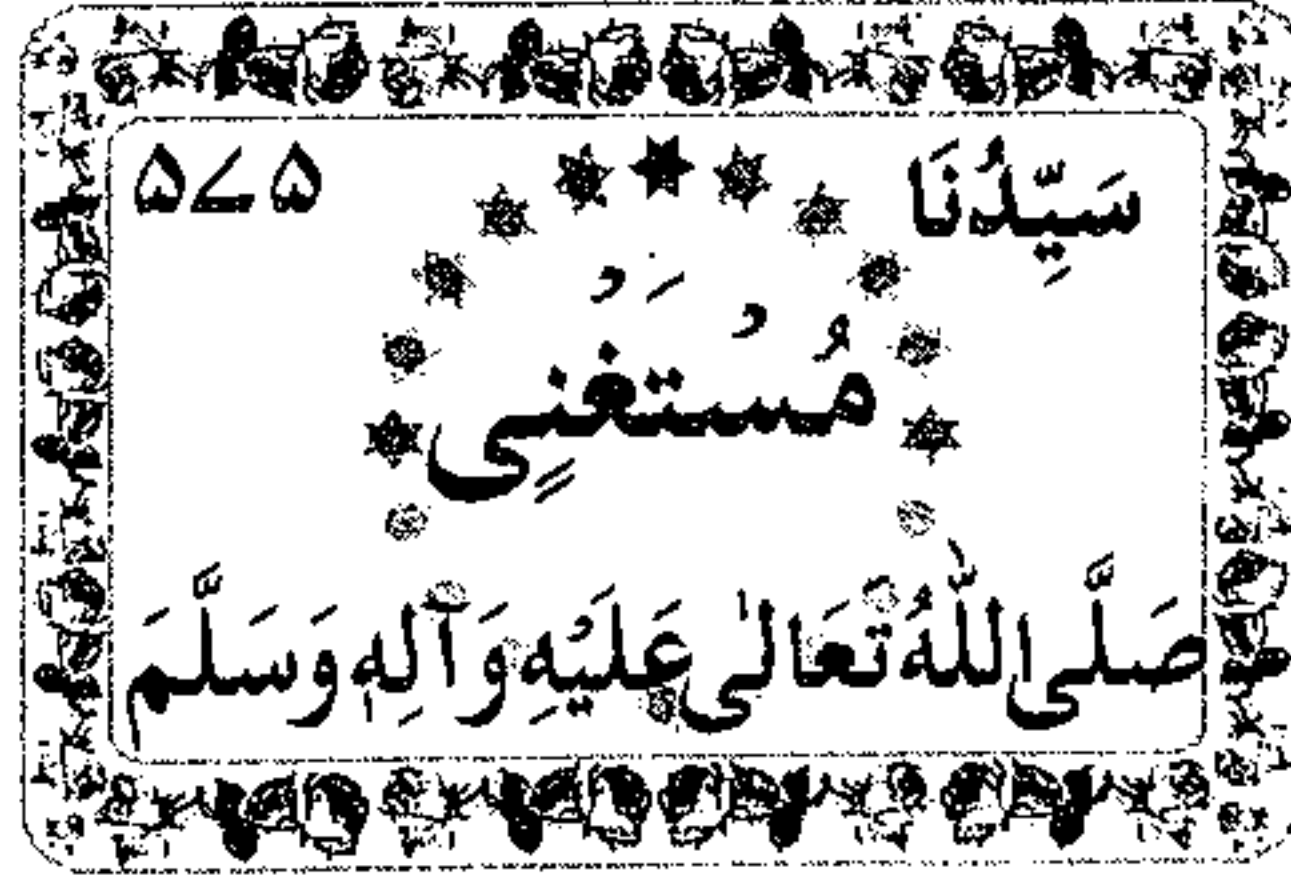 سَيِّدُنَا ۵۷۵
مُسْتَغْنَیٍ
صَلَّی اللّٰهُ تَعَالٰی عَلَیْهِ وَآلِهٖ وَسَلَّمَ